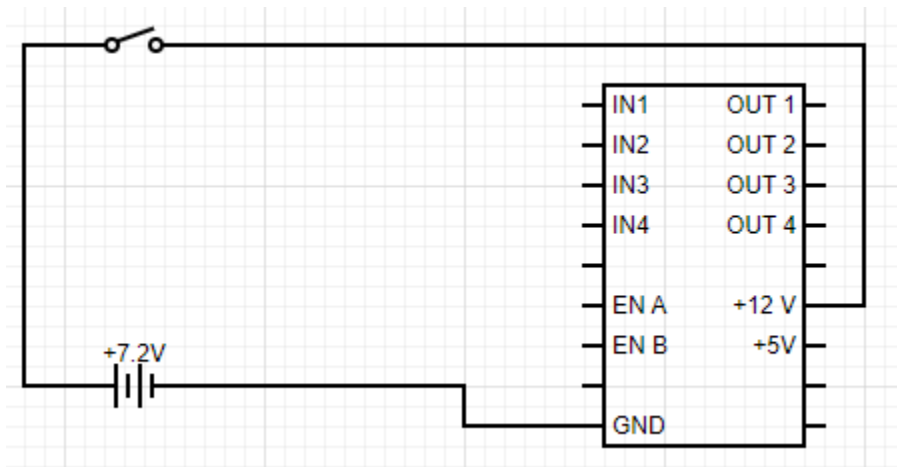 IN1 OUT 1
IN2 OUT 2
IN3 OUT 3
IN4 OUT 4
EN A +12 V
+7.2V
EN B +5V
GND